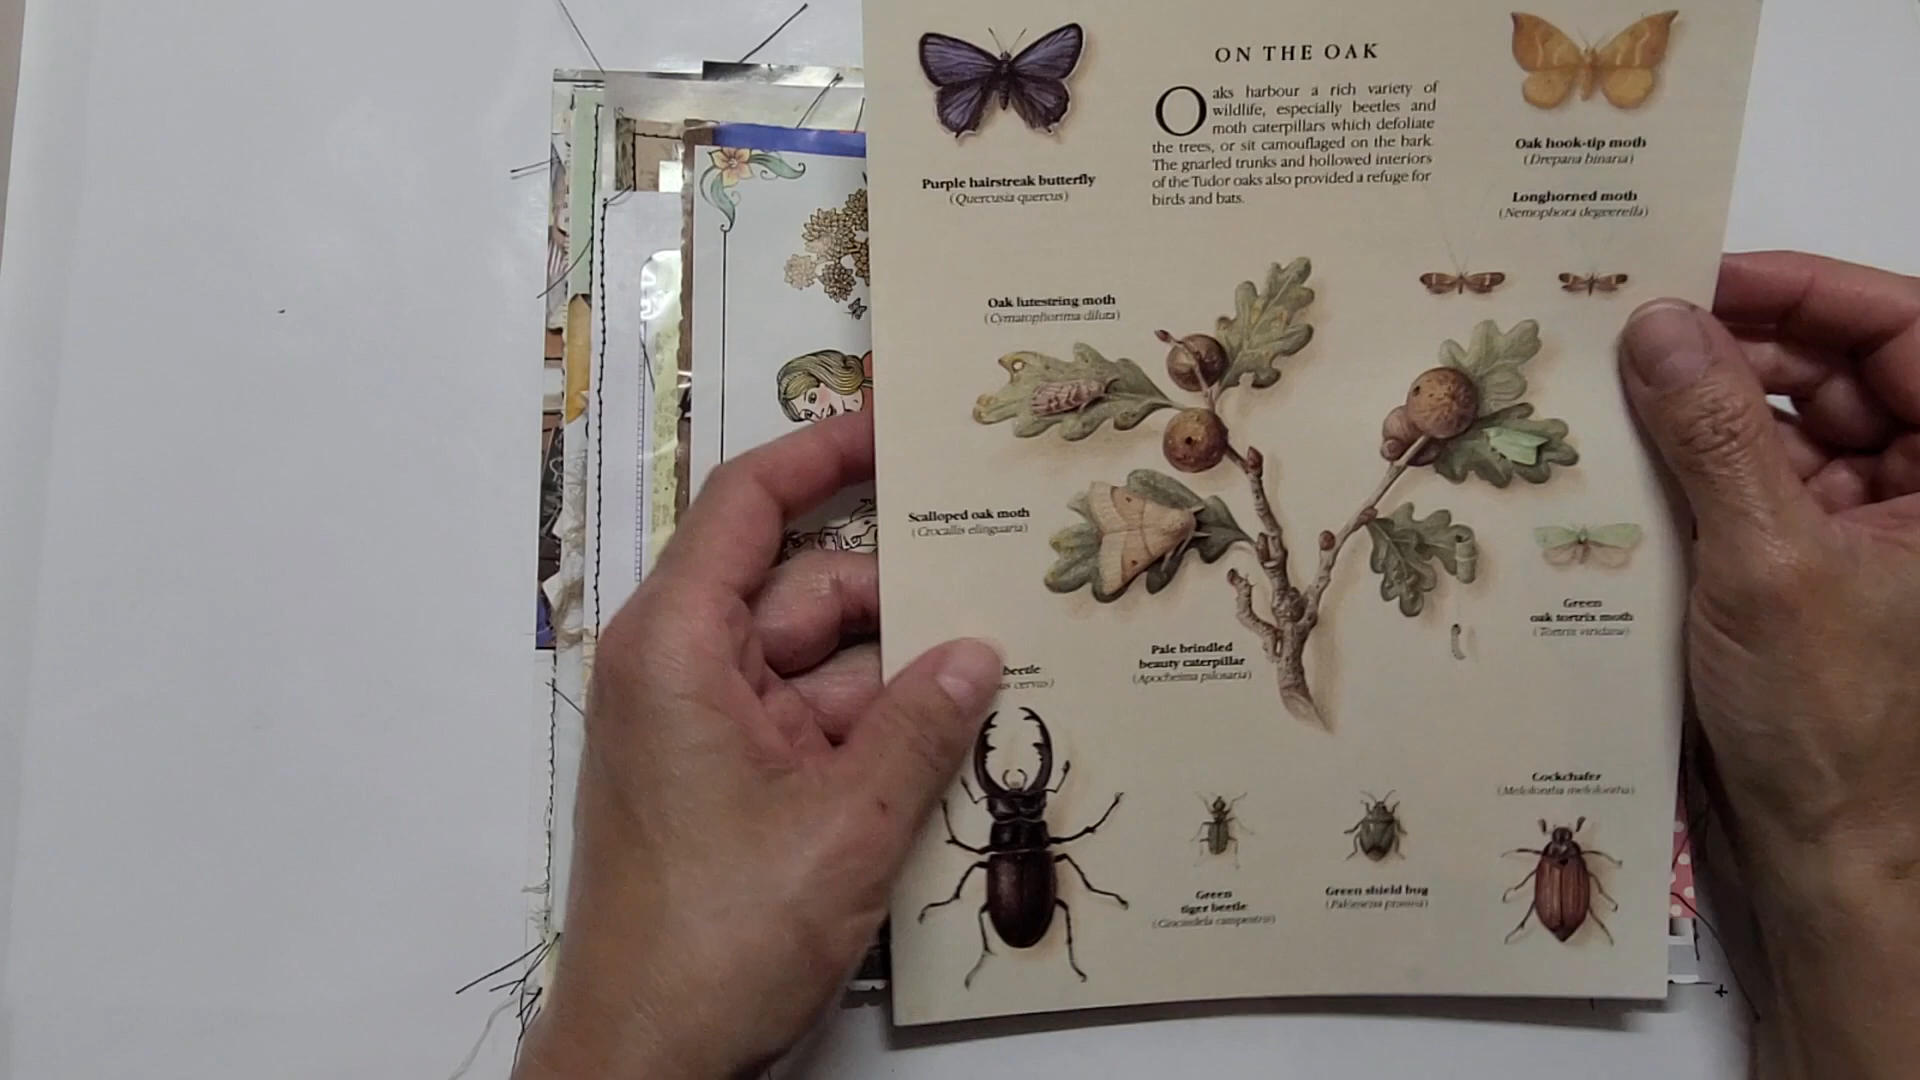 ON THE OAK
Oaks harbour a rich variety of
wildlife, especially beetles and
moth caterpillars which defoliate
the trees, or sit camouflaged on the bark.
The gnarled trunks and hollowed interiors
of the Tudor oaks also provided a refuge for
birds and bats.
Purple hairstreak butterfly
(Quercusia quercus)
Oak hook-tip moth
(Drepana binaria)
Longhorned moth
(Nemophora degeerella)
Oak lutestring moth
(Cymatophorima diluta)
Scalloped oak moth
(Crocallis elinguaria)
Green
oak tortrix moth
(Tortrix viridana)
Pale brindled
beauty caterpillar
(Apocheima pilosaria)
beetle
cervus)
Cockchafer
(Melolontha melolontha)
Green
tiger beetle
(Cincindela campestris)
Green shield bug
(Palomena prasina)